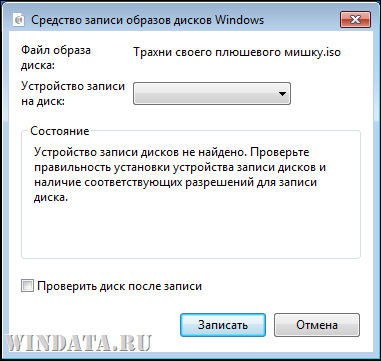 Средство записи образов дисков Windows
Файл образа
диска:
Трахни своего плюшевого мишку.iso
Устройство записи
на диск:
Состояние
Устройство записи дисков не найдено. Проверьте
правильность установки устройства записи дисков и
наличие соответствующих разрешений для записи
диска.
Проверить диск после записи
Записать
Отмена
WINDATA.RU